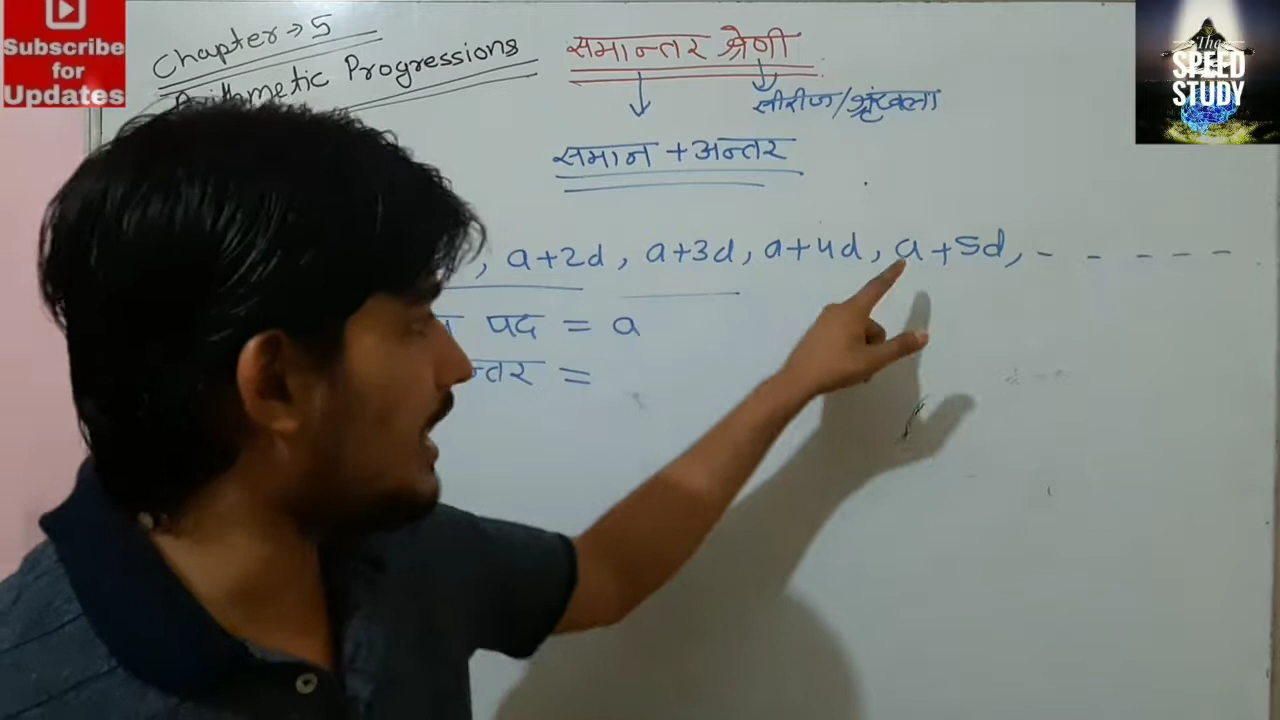 Subscribe
for
Updates
Chapter → 5
Arithmetic Progressions
समान्तर श्रेणी
सीरीज/श्रृंखला
समान + अन्तर
, a+2d, a+3d, a+4d, a+5d, - - - - -
पद = a
न्तर =
The
SPEED
STUDY